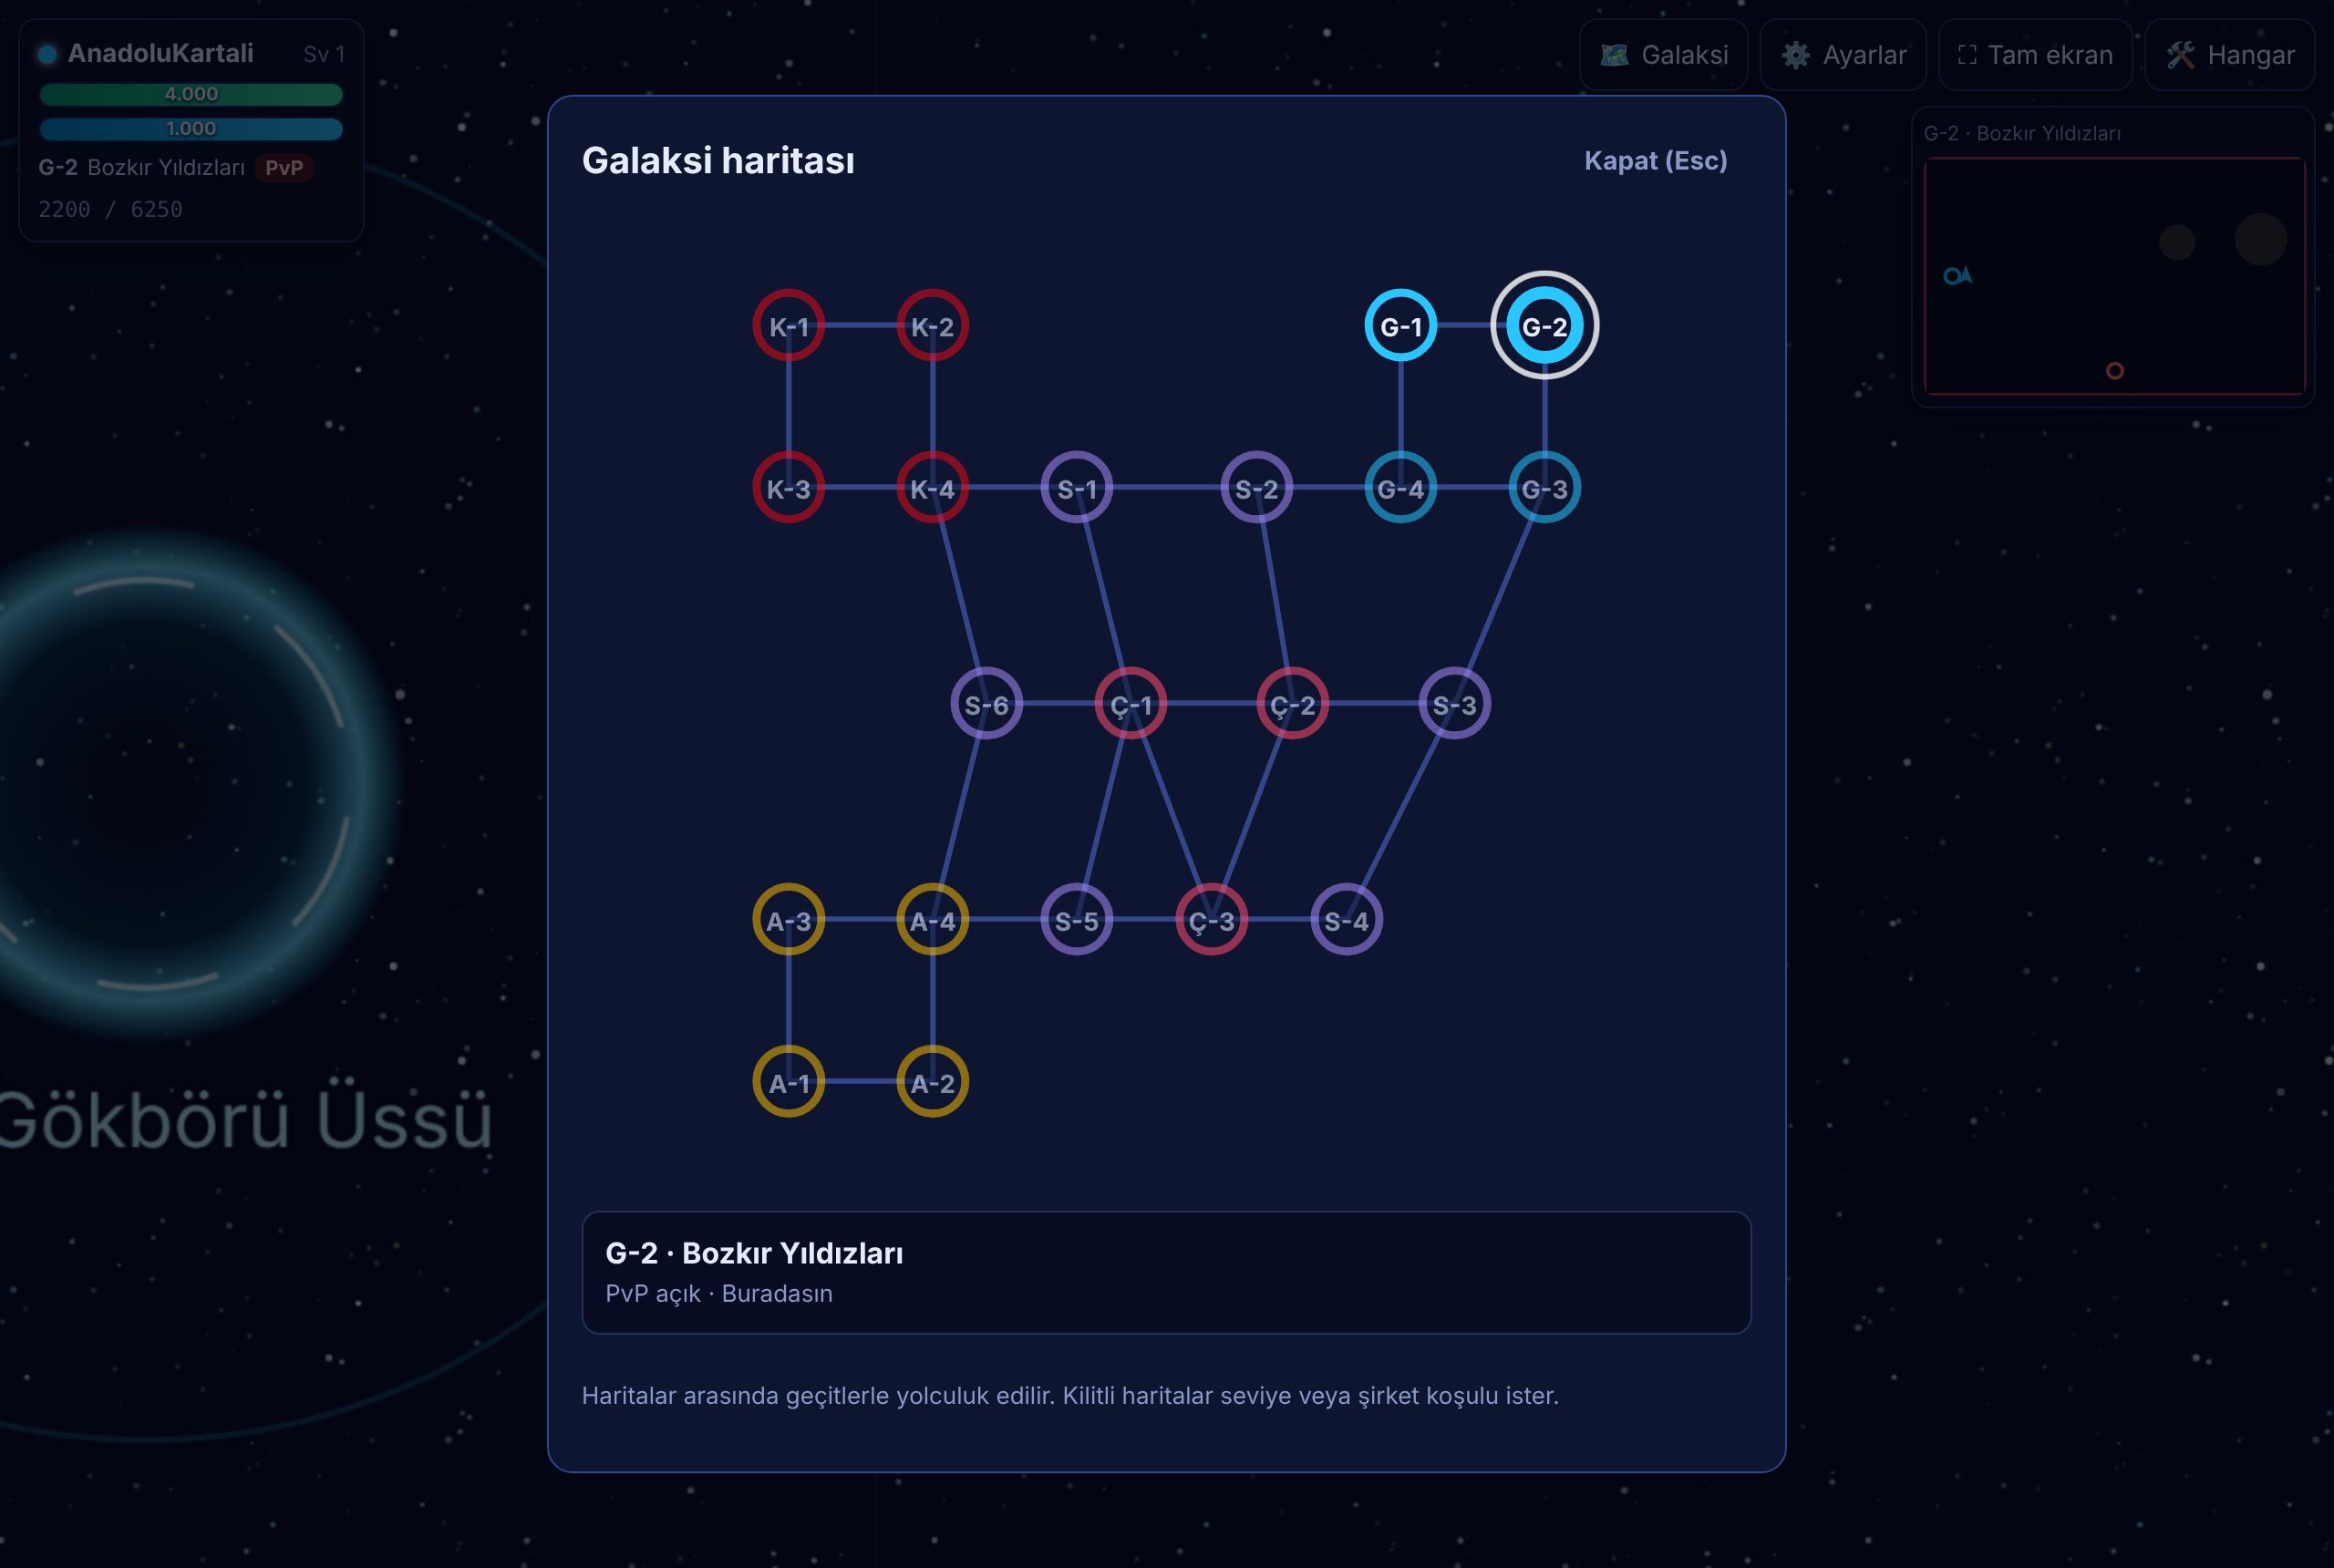 AnadoluKartali Sv 1
4.000
1.000
G-2 Bozkır Yıldızları PvP
2200 / 6250
Galaksi
Ayarlar
Tam ekran
Hangar
G-2 · Bozkır Yıldızları
Galaksi haritası
Kapat (Esc)
K-1
K-2
G-1
G-2
K-3
K-4
S-1
S-2
G-4
G-3
S-6
Ç-1
Ç-2
S-3
A-3
A-4
S-5
Ç-3
S-4
A-1
A-2
Gökbörü Üssü
G-2 · Bozkır Yıldızları
PvP açık · Buradasın
Haritalar arasında geçitlerle yolculuk edilir. Kilitli haritalar seviye veya şirket koşulu ister.